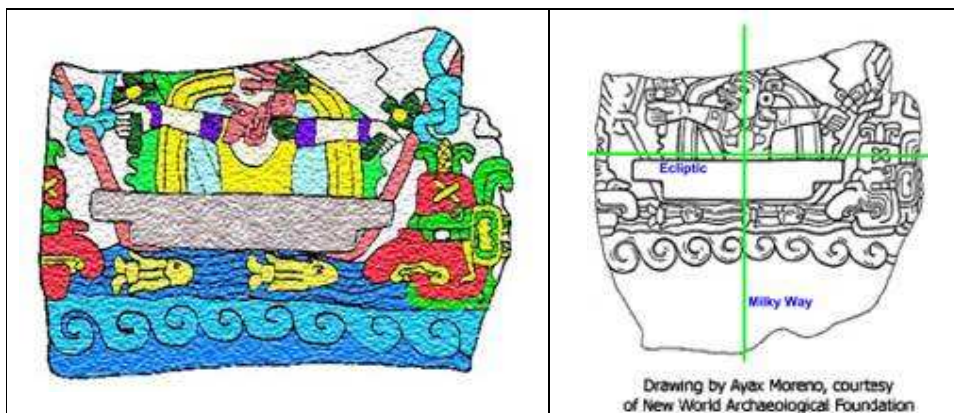 Ecliptic
Milky Way
Drawing by Ayax Moreno, courtesy
of New World Archaeological Foundation